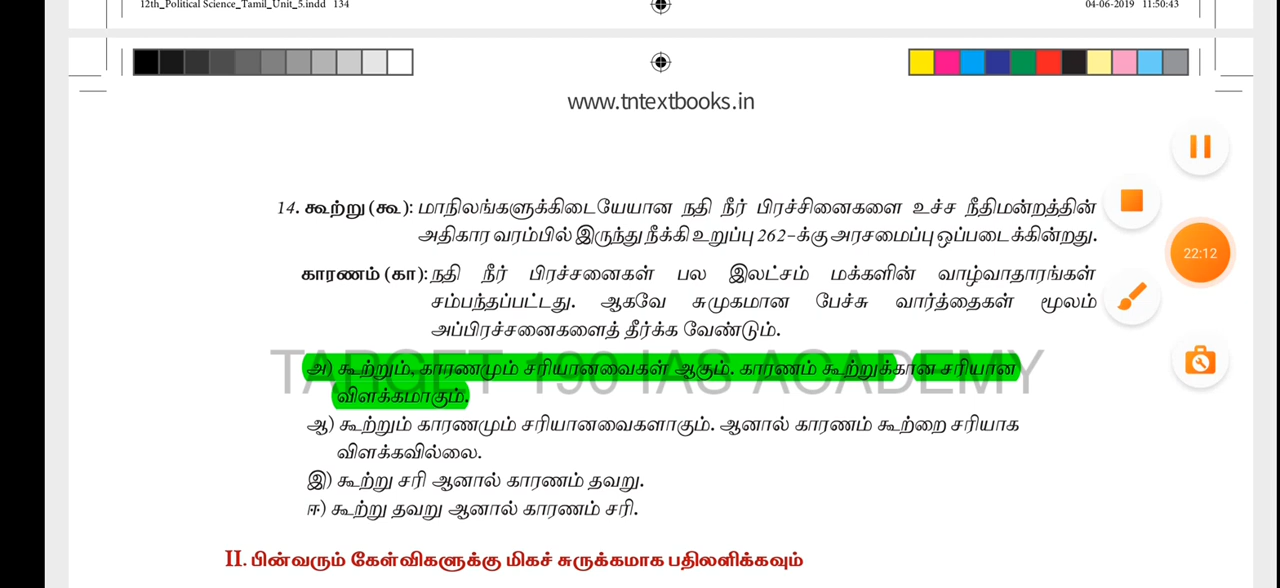 12th_Political Science_Tamil_Unit_5.indd 134
04-06-2019 11:50:43
www.tntextbooks.in
14. கூற்று (கூ): மாநிலங்களுக்கிடையேயான நதி நீர் பிரச்சினைகளை உச்ச நீதிமன்றத்தின்
அதிகார வரம்பில் இருந்து நீக்கி உறுப்பு 262-க்கு அரசமைப்பு ஒப்படைக்கின்றது.
காரணம் (கா): நதி நீர் பிரச்சனைகள் பல இலட்சம் மக்களின் வாழ்வாதாரங்கள்
சம்பந்தப்பட்டது. ஆகவே சுமுகமான பேச்சு வார்த்தைகள் மூலம்
அப்பிரச்சனைகளைத் தீர்க்க வேண்டும்.
அ) கூற்றும், காரணமும் சரியானவைகள் ஆகும். காரணம் கூற்றுக்கான சரியான
விளக்கமாகும்.
TARGET 190 IAS ACADEMY
ஆ) கூற்றும் காரணமும் சரியானவைகளாகும். ஆனால் காரணம் கூற்றை சரியாக
விளக்கவில்லை.
இ) கூற்று சரி ஆனால் காரணம் தவறு.
ஈ) கூற்று தவறு ஆனால் காரணம் சரி.
II. பின்வரும் கேள்விகளுக்கு மிகச் சுருக்கமாக பதிலளிக்கவும்
22:12